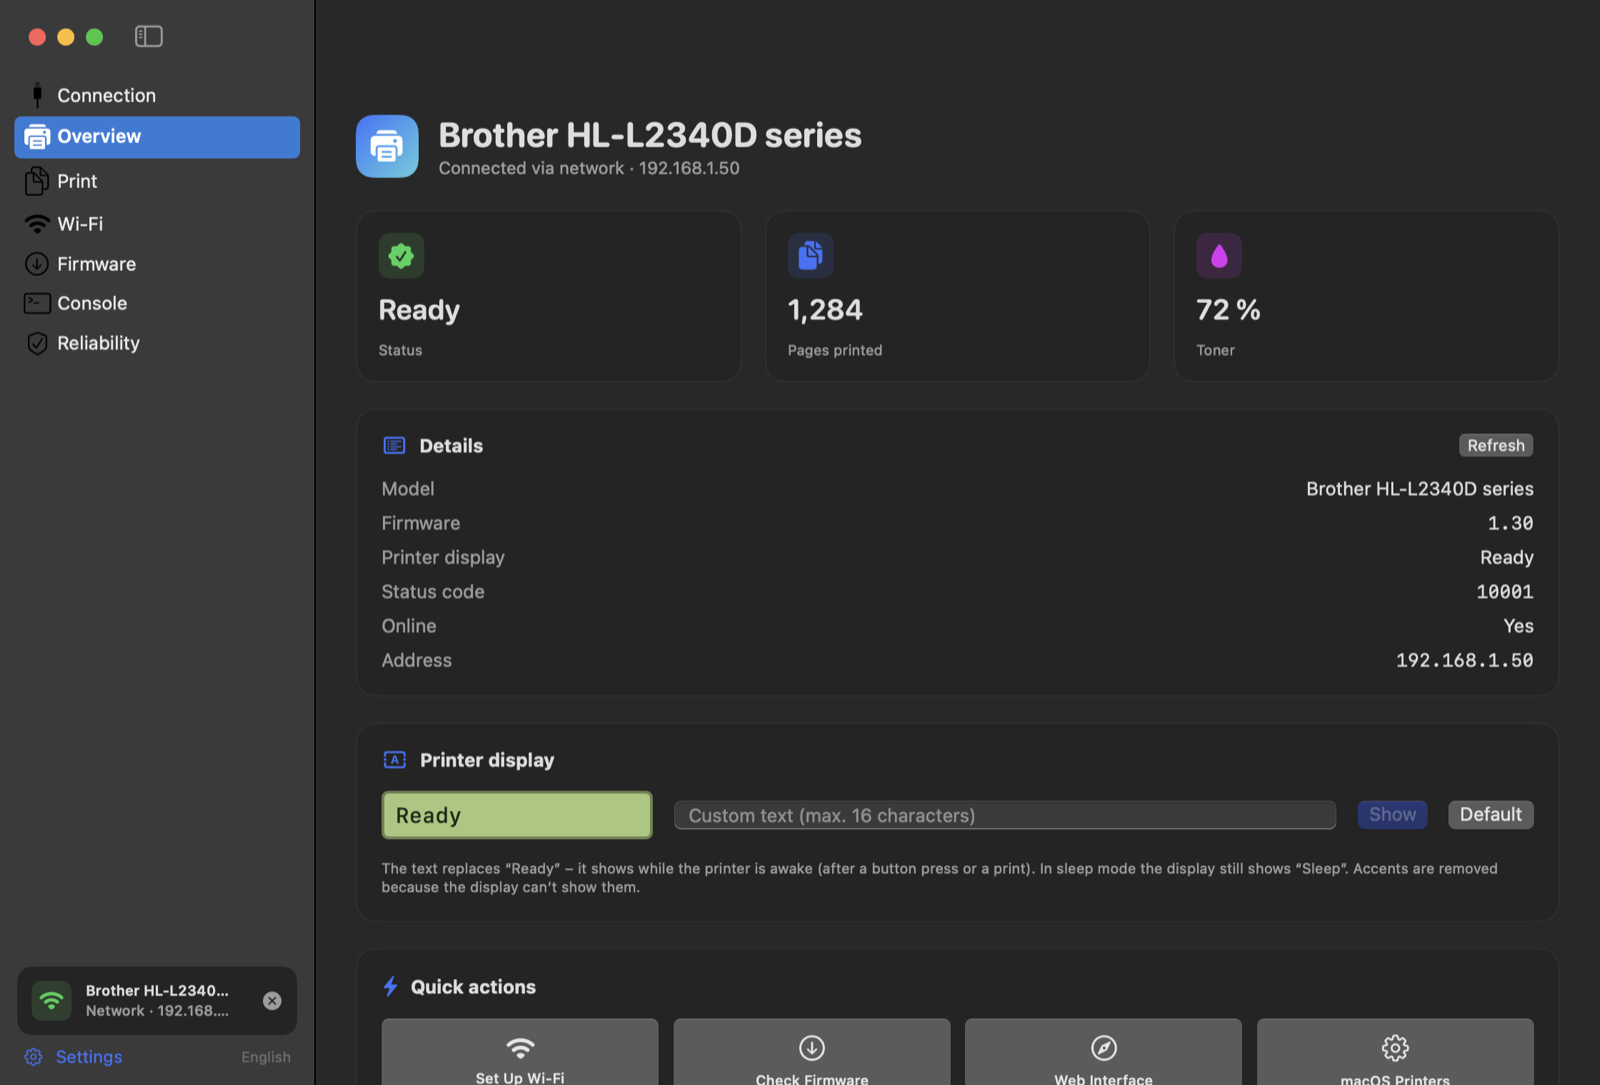 Connection
Overview
Print
Wi-Fi
Firmware
Console
Reliability
Brother HL-L2340...
Network · 192.168....
Settings
English
Brother HL-L2340D series
Connected via network · 192.168.1.50
Ready
Status
1,284
Pages printed
72 %
Toner
Details
Refresh
Model
Brother HL-L2340D series
Firmware
1.30
Printer display
Ready
Status code
10001
Online
Yes
Address
192.168.1.50
A
Printer display
Ready
Custom text (max. 16 characters)
Show
Default
The text replaces “Ready” – it shows while the printer is awake (after a button press or a print). In sleep mode the display still shows “Sleep”. Accents are removed
because the display can’t show them.
Quick actions
Set Up Wi-Fi
Check Firmware
Web Interface
macOS Printers